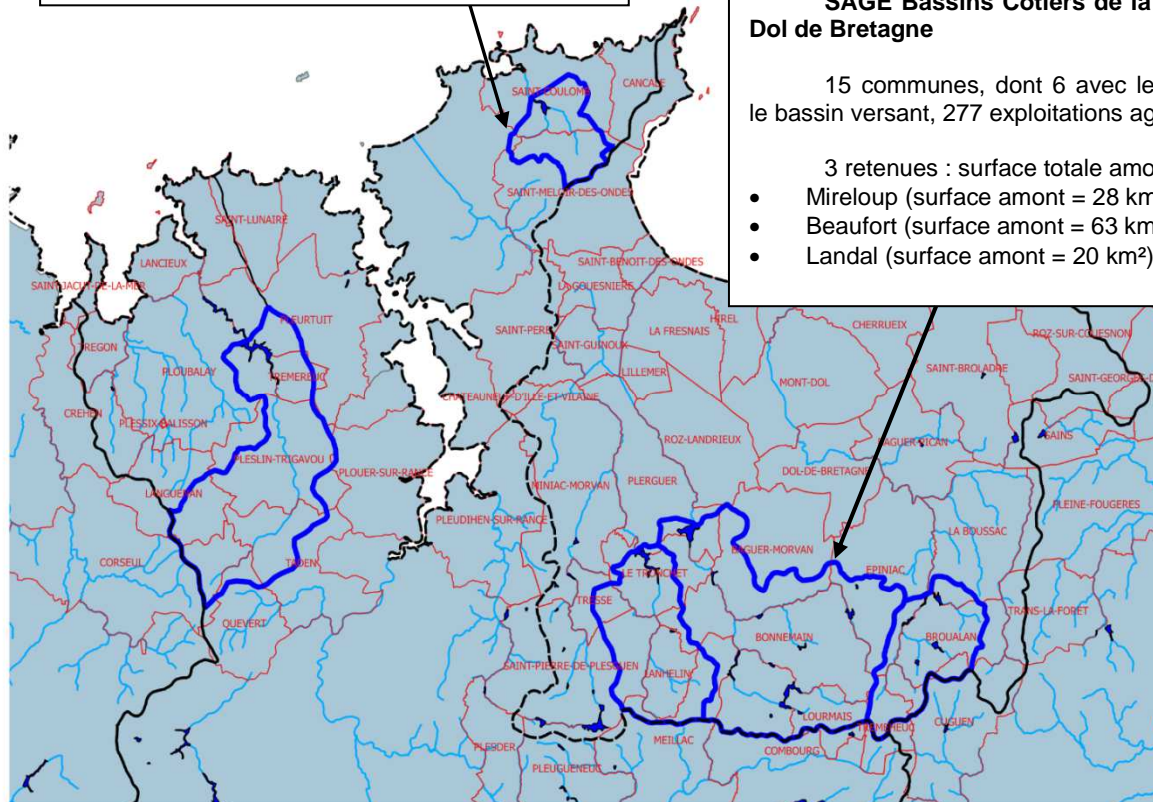 SAGE Bassins Côtiers de la
Dol de Bretagne
15 communes, dont 6 avec le
le bassin versant, 277 exploitations ag
3 retenues : surface totale amo
• Mireloup (surface amont = 28 km
• Beaufort (surface amont = 63 km
• Landal (surface amont = 20 km²)
SAINT-COULOMB
CANCALE
SAINT-MELOIR-DES-ONDES
SAINT-LUNAIRE
LANCIEUX
SAINT-BENOIT-DES-ONDES
SAINT-JACUT-DE-LA-MER
LA GOUESNIERE
PLEURTUIT
SAINT-PERE
LA FRESNAIS
HIREL
CHERRUEIX
ROZ-SUR-COUESNON
TREGON
SAINT-GUINOUX
PLOUBALAY
TREMEREUC
LILLEMER
SAINT-BROLADRE
MONT-DOL
SAINT-GEORGES-D
CHATEAUNEUF-D'ILLE-ET-VILAINE
CREHEN
PLESSIX-BALISSON
ROZ-LANDRIEUX
BAGUER-PICAN
SAINS
PLESLIN-TRIGAVOU
PLOUER-SUR-RANCE
DOL-DE-BRETAGNE
MINIAC-MORVAN
PLERGUER
LANGUENAN
PLEINE-FOUGERES
PLEUDIHEN-SUR-RANCE
LA BOUSSAC
BAGUER-MORVAN
CORSEUL
TADEN
LE TRONCHET
EPINIAC
TRESSE
TRANS-LA-FORET
QUEVERT
BONNEMAIN
BROUALAN
SAINT-PIERRE-DE-PLESGUEN
LANHELIN
LOURMAIS
CUGUEN
TREMEHEUC
MEILLAC
COMBOURG
PLESDER
PLEUGUENEUC